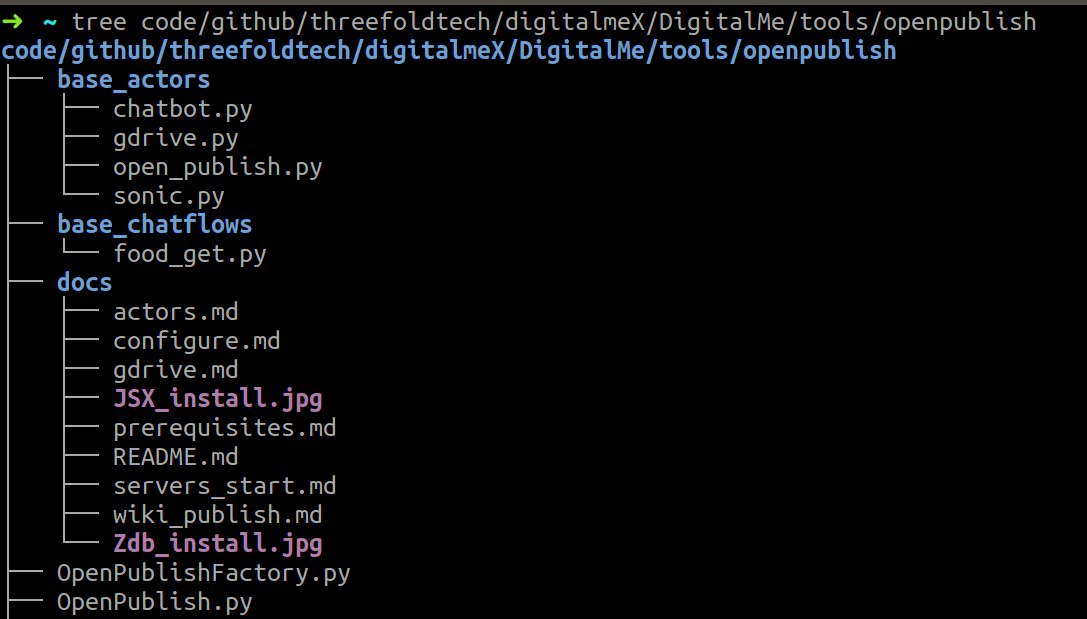 ➜ ~ tree code/github/threefoldtech/digitalmeX/DigitalMe/tools/openpublish
code/github/threefoldtech/digitalmeX/DigitalMe/tools/openpublish
├── base_actors
│   ├── chatbot.py
│   ├── gdrive.py
│   ├── open_publish.py
│   └── sonic.py
├── base_chatflows
│   └── food_get.py
├── docs
│   ├── actors.md
│   ├── configure.md
│   ├── gdrive.md
│   ├── JSX_install.jpg
│   ├── prerequisites.md
│   ├── README.md
│   ├── servers_start.md
│   ├── wiki_publish.md
│   └── Zdb_install.jpg
├── OpenPublishFactory.py
├── OpenPublish.py